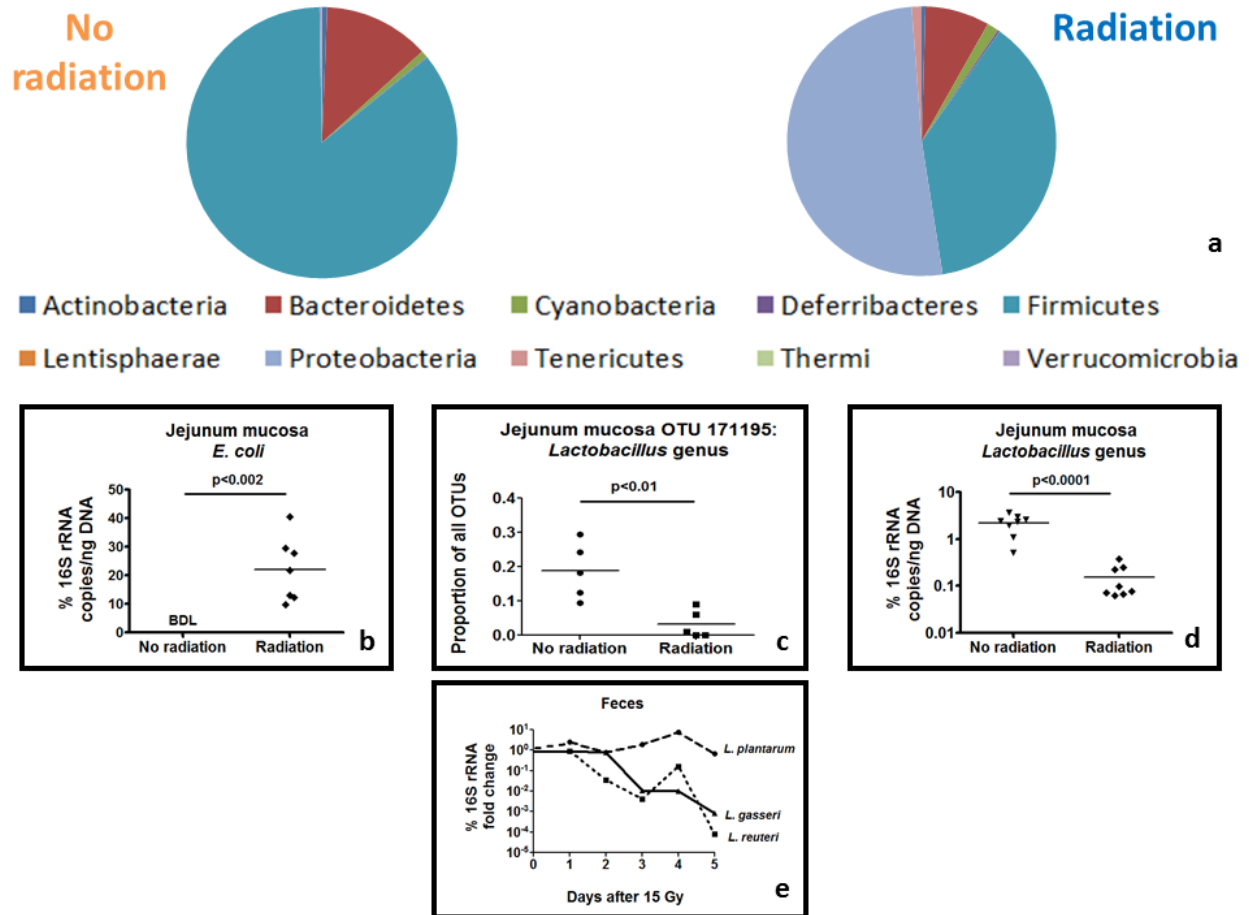 No
radiation
Radiation
a
Actinobacteria Bacteroidetes Cyanobacteria Deferribacteres Firmicutes
Lentisphaerae Proteobacteria Tenericutes Thermi Verrucomicrobia
Jejunum mucosa
E. coli
p<0.002
% 16S rRNA
copies/ng DNA
50
40
30
20
10
0
BDL
No radiation Radiation
b
Jejunum mucosa OTU 171195:
Lactobacillus genus
p<0.01
Proportion of all OTUs
0.4
0.3
0.2
0.1
0.0
No radiation Radiation
c
Jejunum mucosa
Lactobacillus genus
p<0.0001
% 16S rRNA
copies/ng DNA
10
1
0.1
0.01
No radiation Radiation
d
Feces
% 16S rRNA
fold change
10¹
10⁰
10⁻¹
10⁻²
10⁻³
10⁻⁴
10⁻⁵
L. plantarum
L. gasseri
L. reuteri
0 1 2 3 4 5
Days after 15 Gy
e